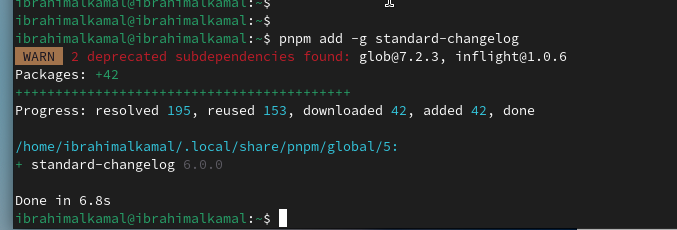 ibrahimalkamal@ibrahimalkamal:~$
ibrahimalkamal@ibrahimalkamal:~$
ibrahimalkamal@ibrahimalkamal:~$ pnpm add -g standard-changelog
 WARN  2 deprecated subdependencies found: glob@7.2.3, inflight@1.0.6
Packages: +42
++++++++++++++++++++++++++++++++++++++++++
Progress: resolved 195, reused 153, downloaded 42, added 42, done
/home/ibrahimalkamal/.local/share/pnpm/global/5:
+ standard-changelog 6.0.0
Done in 6.8s
ibrahimalkamal@ibrahimalkamal:~$